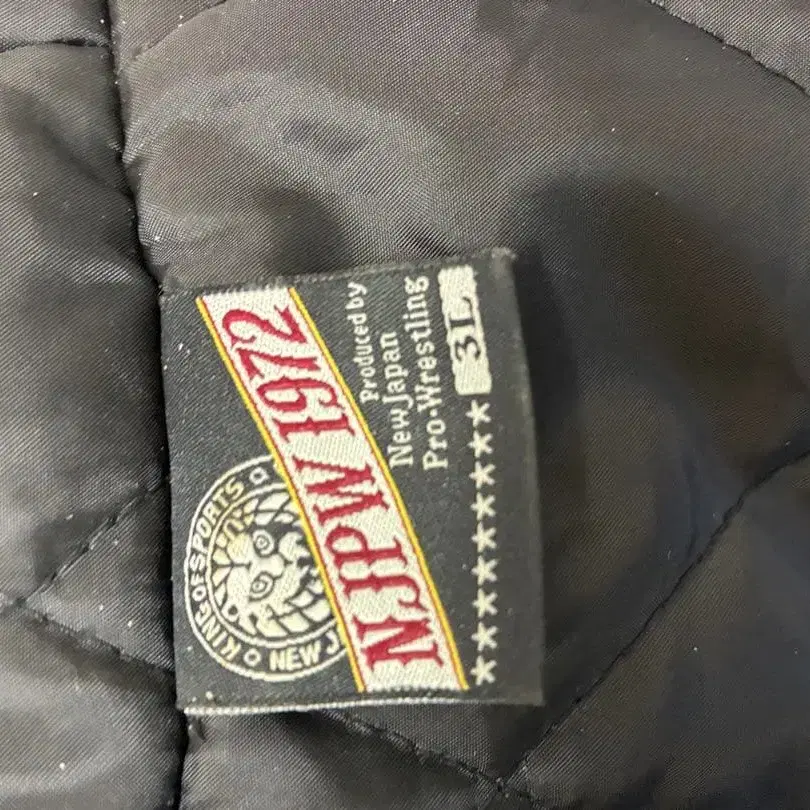 NJPW 1972
Produced by
New Japan
Pro-Wrestling
KING OF SPORTS
NEW J
3L